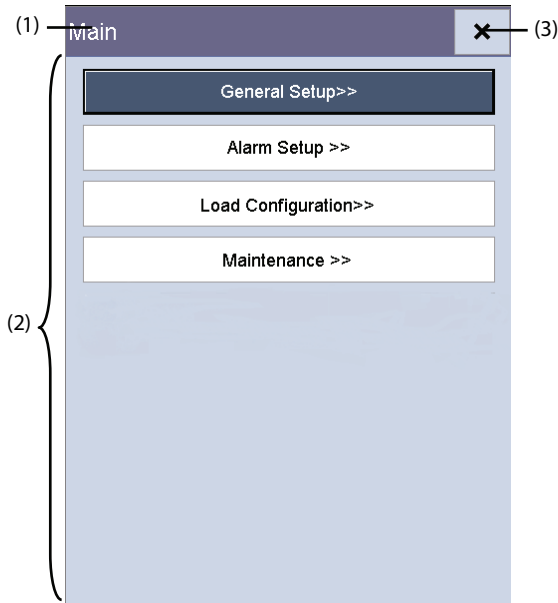 (1)
Main
(3)
General Setup>>
Alarm Setup >>
Load Configuration>>
Maintenance >>
(2)